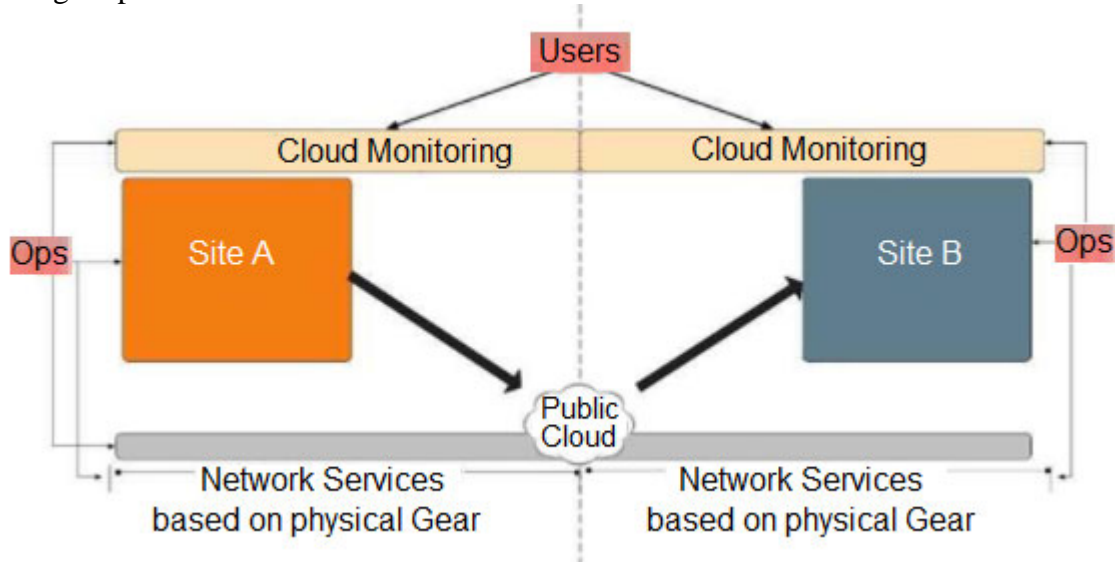 Users
Cloud Monitoring
Cloud Monitoring
Ops
Site A
Site B
Ops
Public
Cloud
Network Services
based on physical Gear
Network Services
based on physical Gear